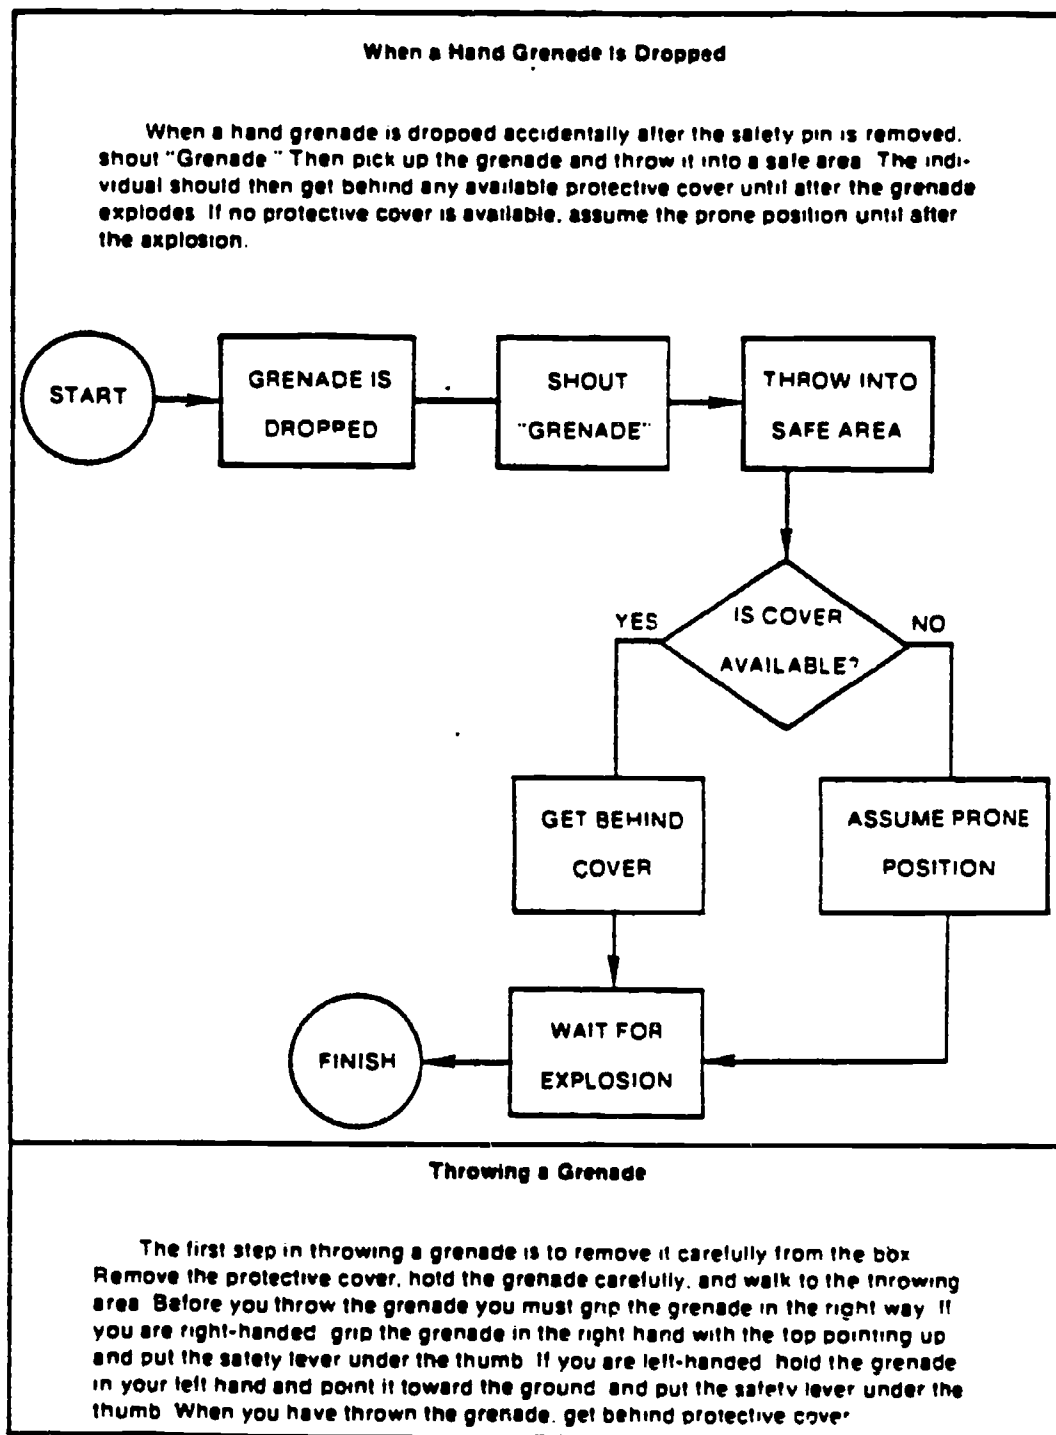 When a Hand Grenede is Dropped
When a hand grenade is dropped accidentally after the safety pin is removed,
shout "Grenade" Then pick up the grenade and throw it into a safe area The indi-
vidual should then get behind any available protective cover until after the grenade
explodes If no protective cover is available, assume the prone position until after
the explosion.
START
GRENADE IS
DROPPED
SHOUT
"GRENADE"
THROW INTO
SAFE AREA
IS COVER
AVAILABLE?
YES
NO
GET BEHIND
COVER
ASSUME PRONE
POSITION
WAIT FOR
EXPLOSION
FINISH
Throwing a Grenade
The first step in throwing a grenade is to remove it carefully from the box
Remove the protective cover, hold the grenade carefully, and walk to the throwing
area Before you throw the grenade you must grip the grenade in the right way If
you are right-handed grip the grenade in the right hand with the top pointing up
and put the safety lever under the thumb If you are left-handed hold the grenade
in your left hand and point it toward the ground and put the safety lever under the
thumb When you have thrown the grenade, get behind protective cover